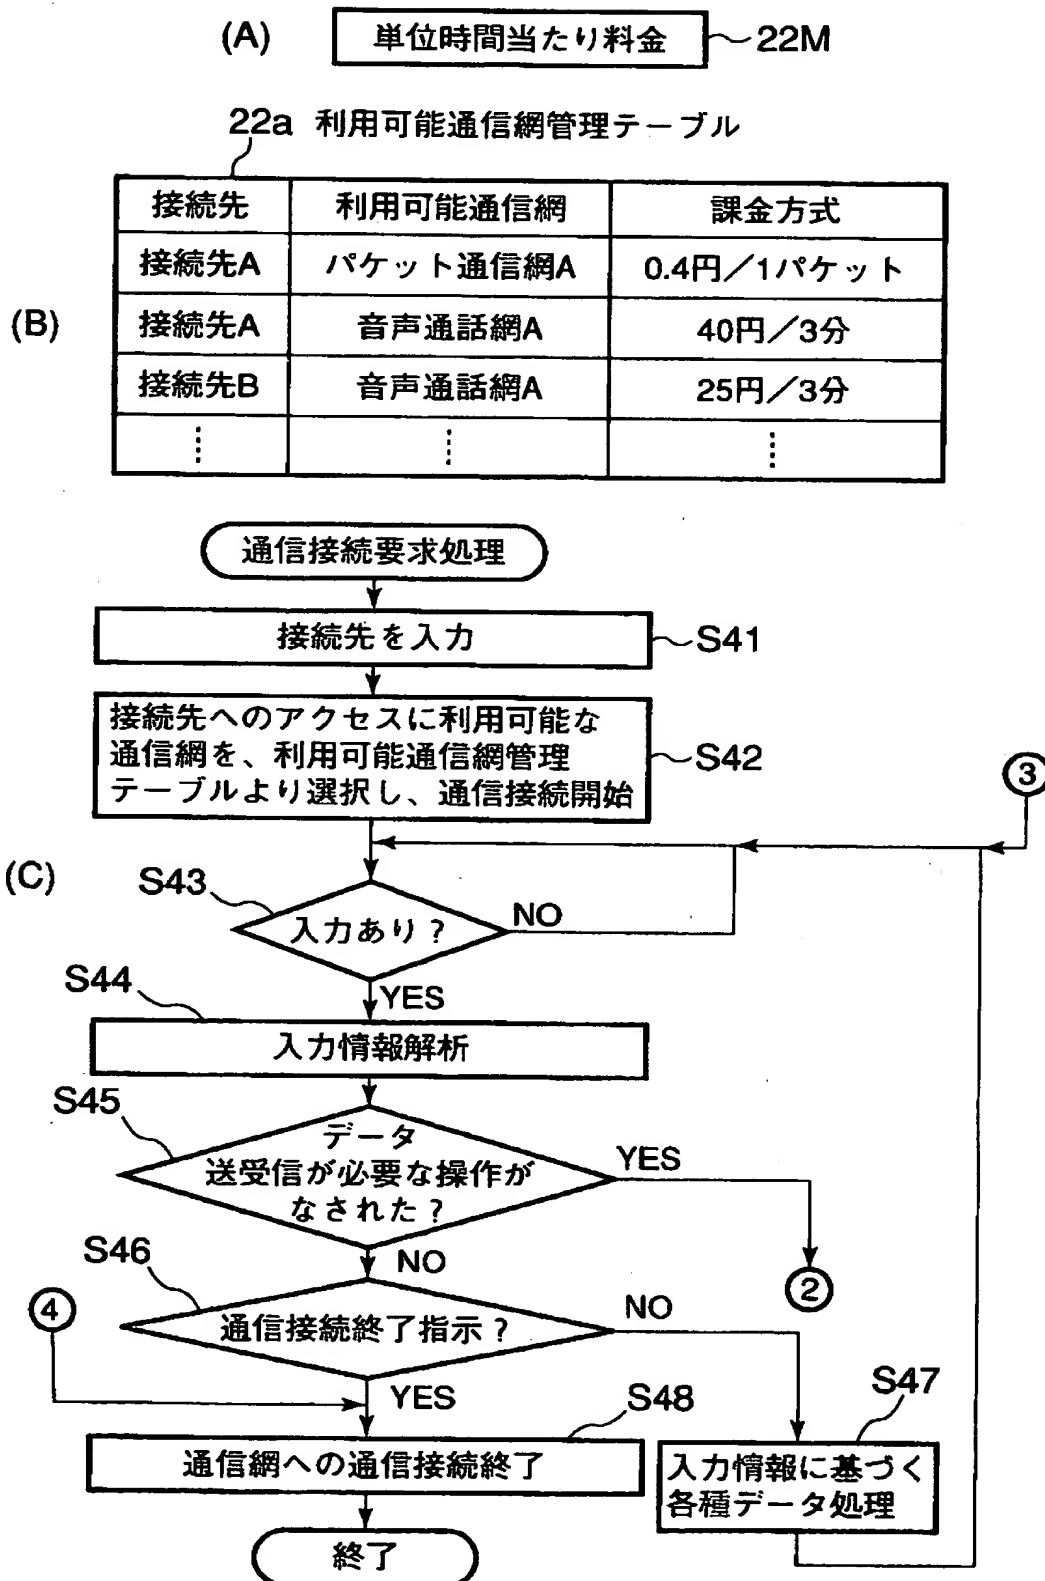 (A)
単位時間当たり料金
22M
22a 利用可能通信網管理テーブル
(B)
接続先 利用可能通信網 課金方式
接続先A パケット通信網A 0.4円/1パケット
接続先A 音声通話網A 40円/3分
接続先B 音声通話網A 25円/3分
⋮ ⋮ ⋮
(C)
通信接続要求処理
接続先を入力
S41
接続先へのアクセスに利用可能な
通信網を、利用可能通信網管理
テーブルより選択し、通信接続開始
S42
③
S43
入力あり?
NO
YES
S44
入力情報解析
S45
データ
送受信が必要な操作が
なされた?
YES
②
NO
S46
④
通信接続終了指示?
NO
YES
S47
入力情報に基づく
各種データ処理
S48
通信網への通信接続終了
終了